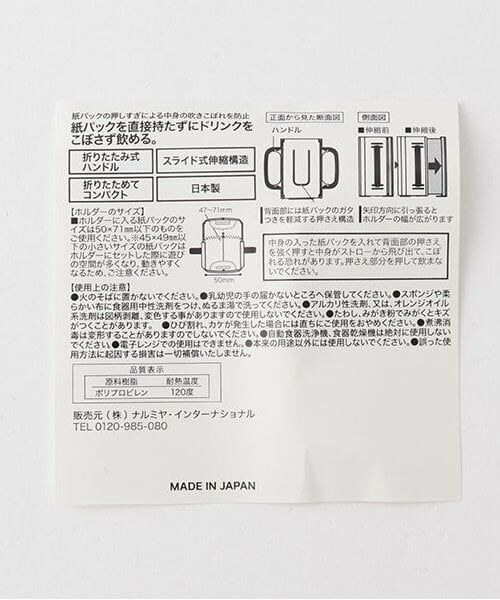 紙パックの押しすぎによる中身の吹きこぼれを防止
紙パックを直接持たずにドリンクを
こぼさず飲める。
折りたたみ式
ハンドル
スライド式伸縮構造
折りたためて
コンパクト
日本製
【ホルダーのサイズ】
■ホルダーに入る紙パックのサイ
ズは50×71mm以下のものを
ご使用ください。※45×49mm以
下の小さいサイズの紙パックは
ホルダーにセットした際に遊び
の空間が多くなり、動きやすく
なるため、ご注意ください。
47〜71mm
50mm
正面から見た断面図
ハンドル
背面部には紙パックのガタ
つきを軽減する押さえ構造
側面図
■伸縮前
■伸縮後
矢印方向に引っ張ると
ホルダーの幅が広がります
中身の入った紙パックを入れて背面部の押さえ
を強く押すと中身がストローから飛び出て、こぼ
れる恐れがあります。押さえ部分を押して飲まな
いでください。
【使用上の注意】
●火のそばに置かないでください。●乳幼児の手の届かないところへ保管してください。●スポンジや柔
らかい布に食器用中性洗剤をつけ、ぬるま湯で洗ってください。●アルカリ性洗剤、又は、オレンジオイル
系洗剤は図柄剥離、変色する事がありますので使用しないでください。●たわし、みがき粉でみがくとキズ
がつくことがあります。●ひび割れ、カケが発生した場合には直ちにご使用をおやめください。●煮沸消
毒は変形することがありますのでしないでください。●自動食器洗浄機、食器乾燥機は絶対に使用しない
でください。●電子レンジでの使用はできません。●本来の用途以外には使用しないでください。●誤った使
用方法に起因する損害は一切補償いたしません。
品質表示
原料樹脂
耐熱温度
ポリプロピレン
120度
販売元（株）ナルミヤ・インターナショナル
TEL 0120-985-080
MADE IN JAPAN